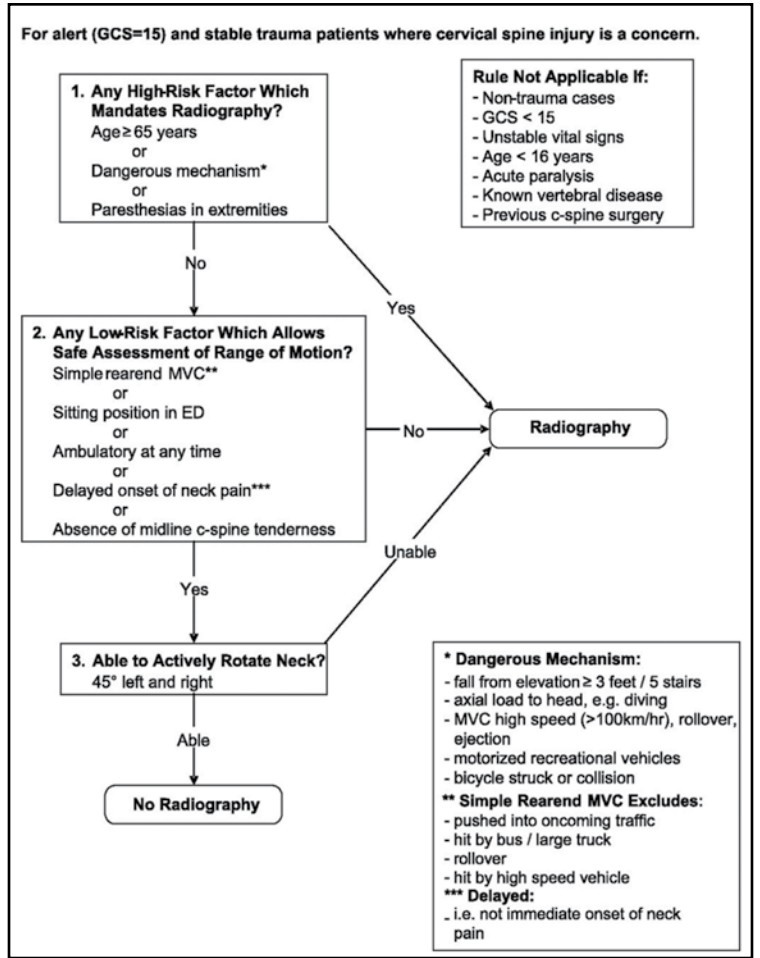 For alert (GCS=15) and stable trauma patients where cervical spine injury is a concern.
1. Any High-Risk Factor Which
Mandates Radiography?
Age ≥ 65 years
or
Dangerous mechanism*
or
Paresthesias in extremities
Rule Not Applicable If:
- Non-trauma cases
- GCS < 15
- Unstable vital signs
- Age < 16 years
- Acute paralysis
- Known vertebral disease
- Previous c-spine surgery
No
Yes
2. Any Low-Risk Factor Which Allows
Safe Assessment of Range of Motion?
Simple rearend MVC**
or
Sitting position in ED
or
Ambulatory at any time
or
Delayed onset of neck pain***
or
Absence of midline c-spine tenderness
No
Radiography
Yes
Unable
3. Able to Actively Rotate Neck?
45° left and right
Able
No Radiography
* Dangerous Mechanism:
- fall from elevation ≥ 3 feet / 5 stairs
- axial load to head, e.g. diving
- MVC high speed (>100km/hr), rollover,
ejection
- motorized recreational vehicles
- bicycle struck or collision
** Simple Rearend MVC Excludes:
- pushed into oncoming traffic
- hit by bus / large truck
- rollover
- hit by high speed vehicle
*** Delayed:
- i.e. not immediate onset of neck
pain